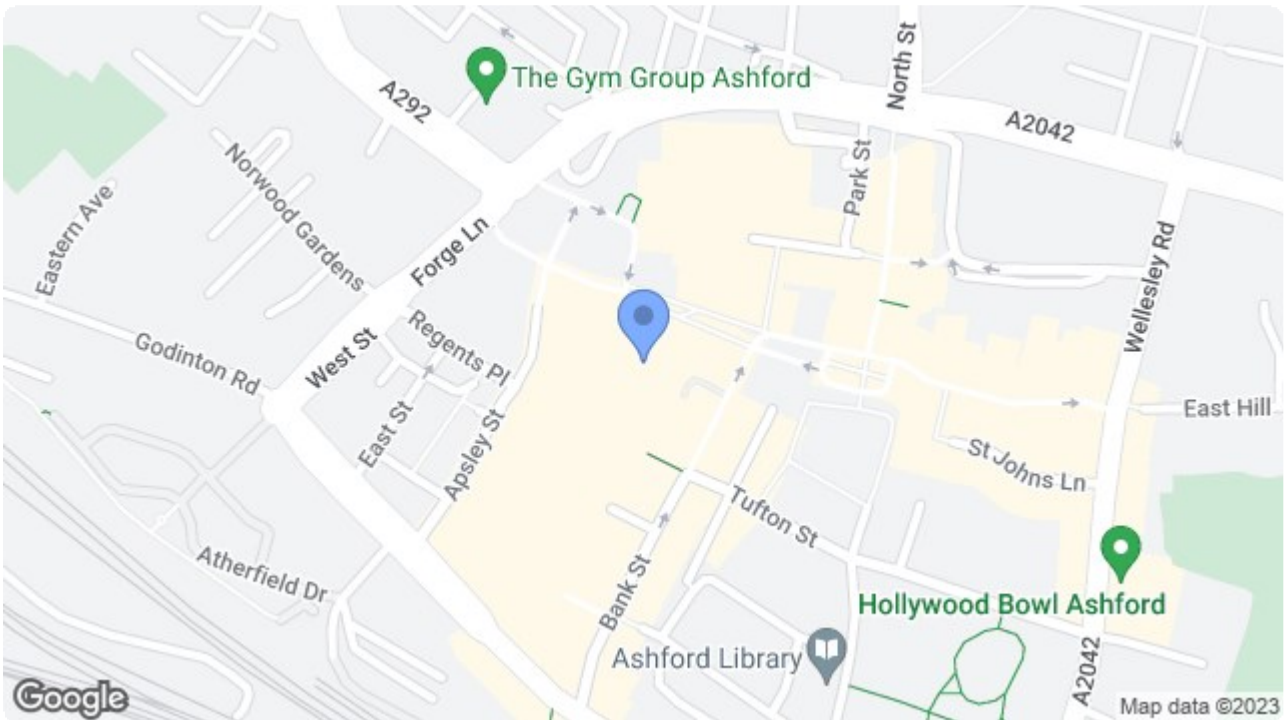 The Gym Group Ashford
A292
North St
A2042
Park St
Norwood Gardens
Eastern Ave
Forge Ln
Wellesley Rd
Godinton Rd
West St
Regents Pl
East St
Apsley St
East Hill
St Johns Ln
Tufton St
Atherfield Dr
Bank St
Hollywood Bowl Ashford
Ashford Library
A2042
Google
Map data ©2023